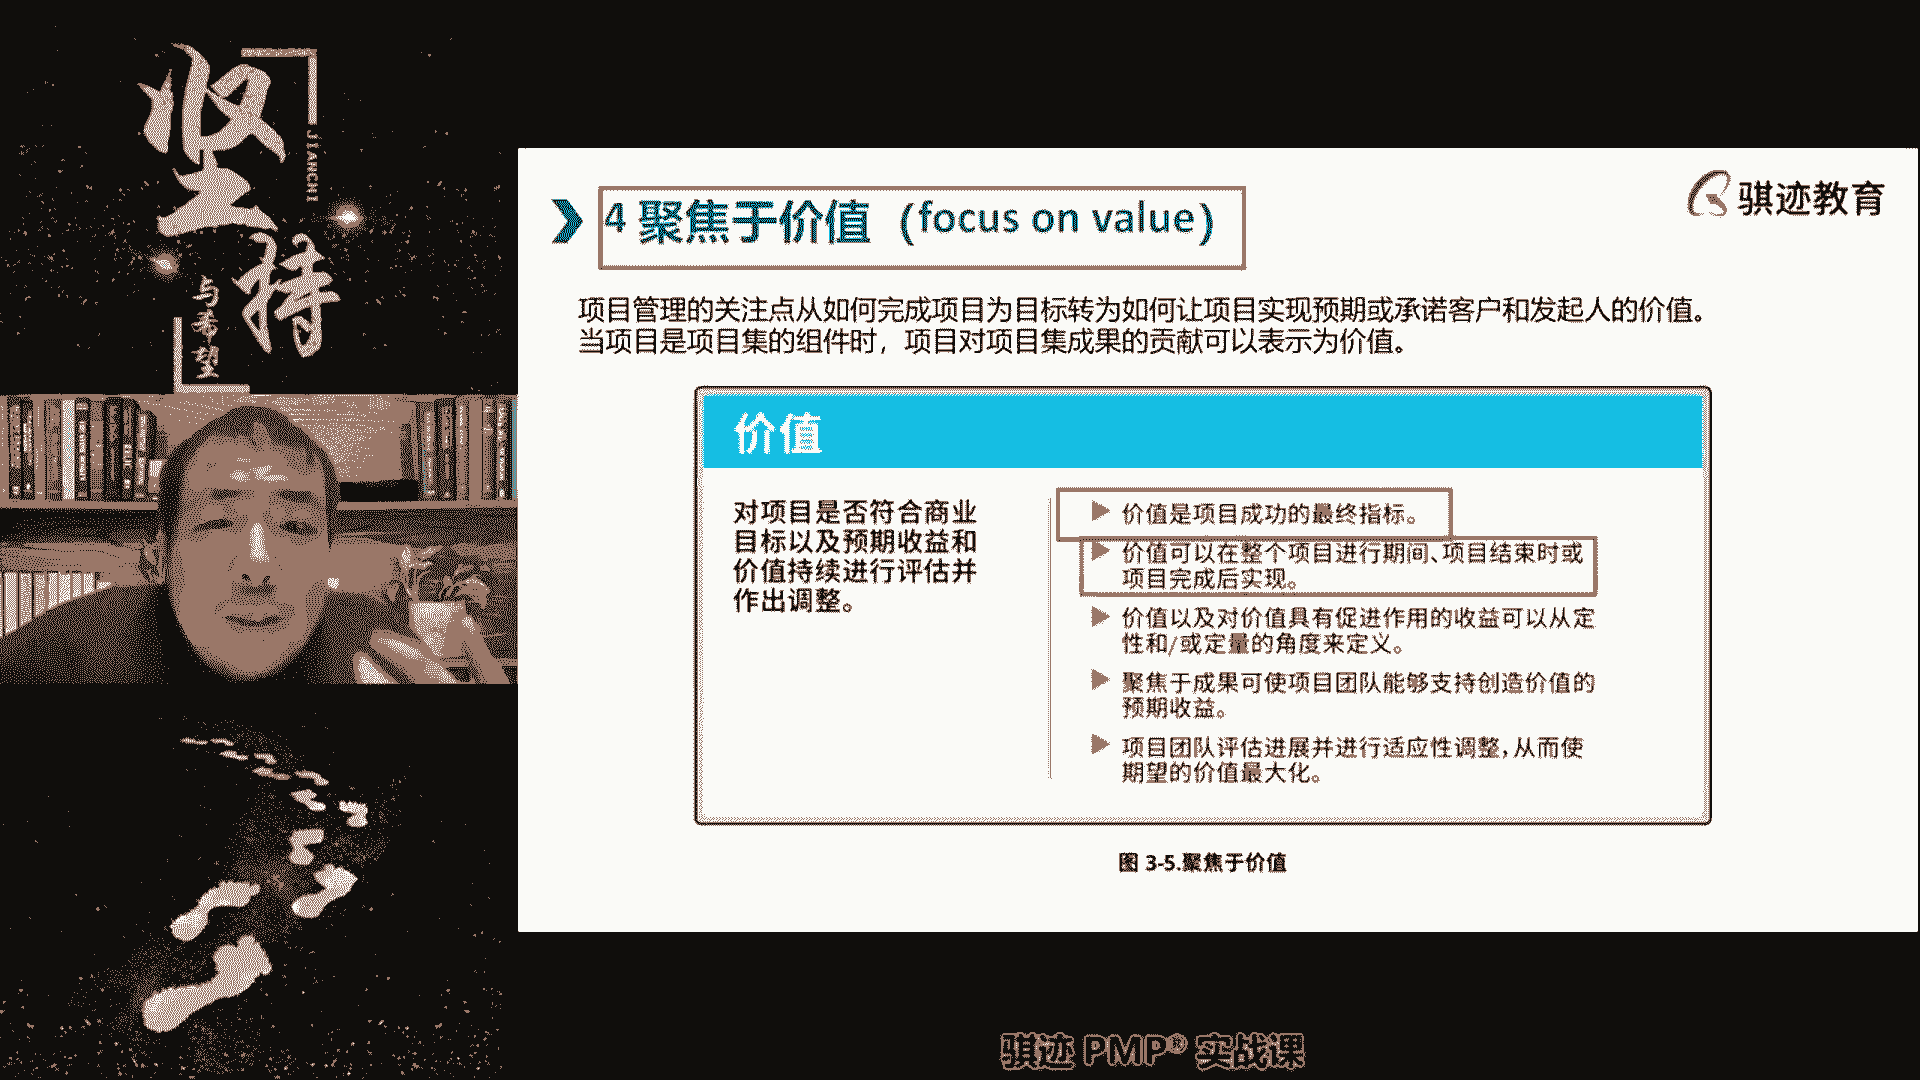 坚持
JIANCHI
与希望
骐迹教育
4 聚焦于价值（focus on value）
项目管理的关注点从如何完成项目为目标转为如何让项目实现预期或承诺客户和发起人的价值。
当项目是项目集的组件时，项目对项目集成果的贡献可以表示为价值。
价值
对项目是否符合商业
目标以及预期收益和
价值持续进行评估并
作出调整。
价值是项目成功的最终指标。
价值可以在整个项目进行期间、项目结束时或
项目完成后实现。
价值以及对价值具有促进作用的收益可以从定
性和/或定量的角度来定义。
聚焦于成果可使项目团队能够支持创造价值的
预期收益。
项目团队评估进展并进行适应性调整，从而使
期望的价值最大化。
图 3-5.聚焦于价值
骐迹 PMP® 实战课